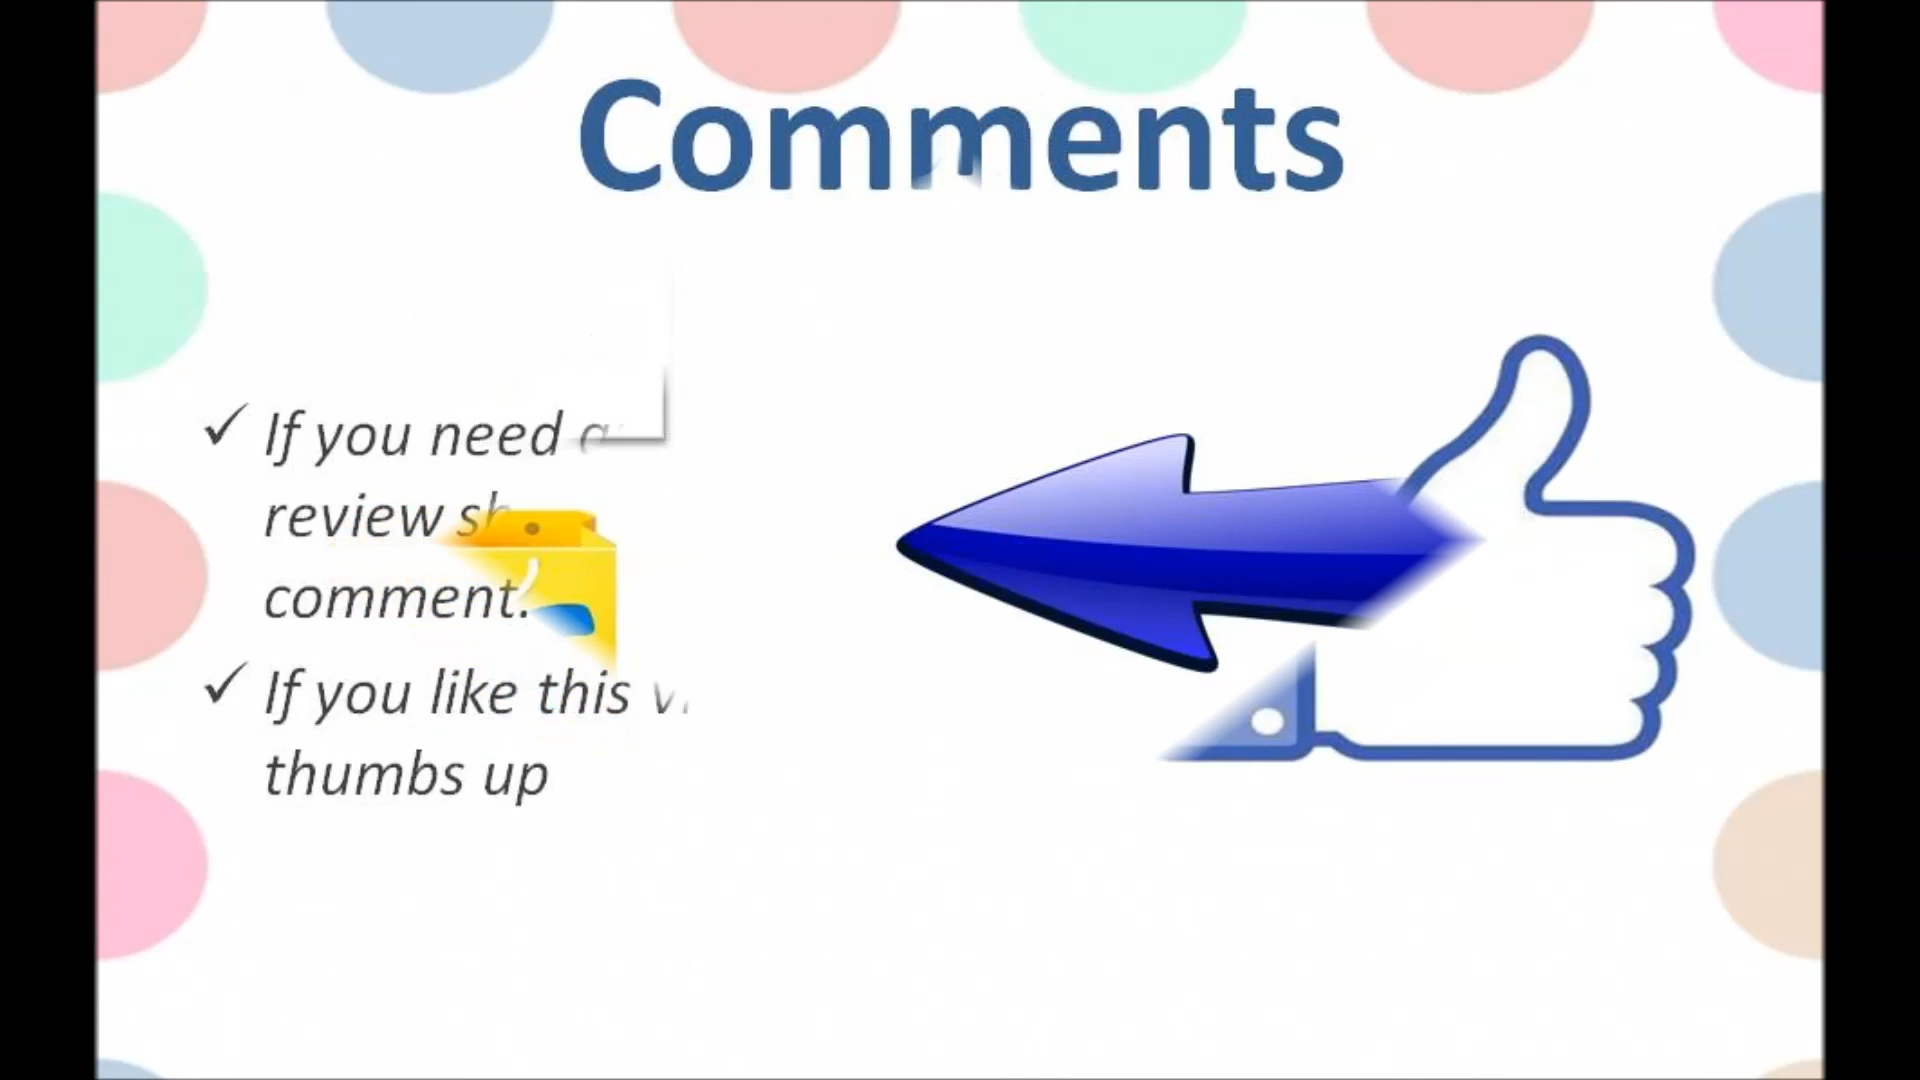 Comments
✓ If you need
review
comment.
✓ If you like this
thumbs up